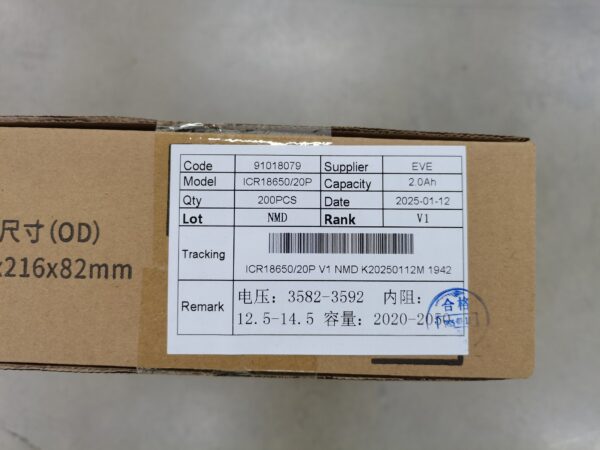 尺寸(OD)
x216x82mm
Code 91018079 Supplier EVE
Model ICR18650/20P Capacity 2.0Ah
Qty 200PCS Date 2025-01-12
Lot NMD Rank V1
Tracking
ICR18650/20P V1 NMD K20250112M 1942
Remark
电压: 3582-3592 内阻:
12.5-14.5 容量: 2020-2050
合格